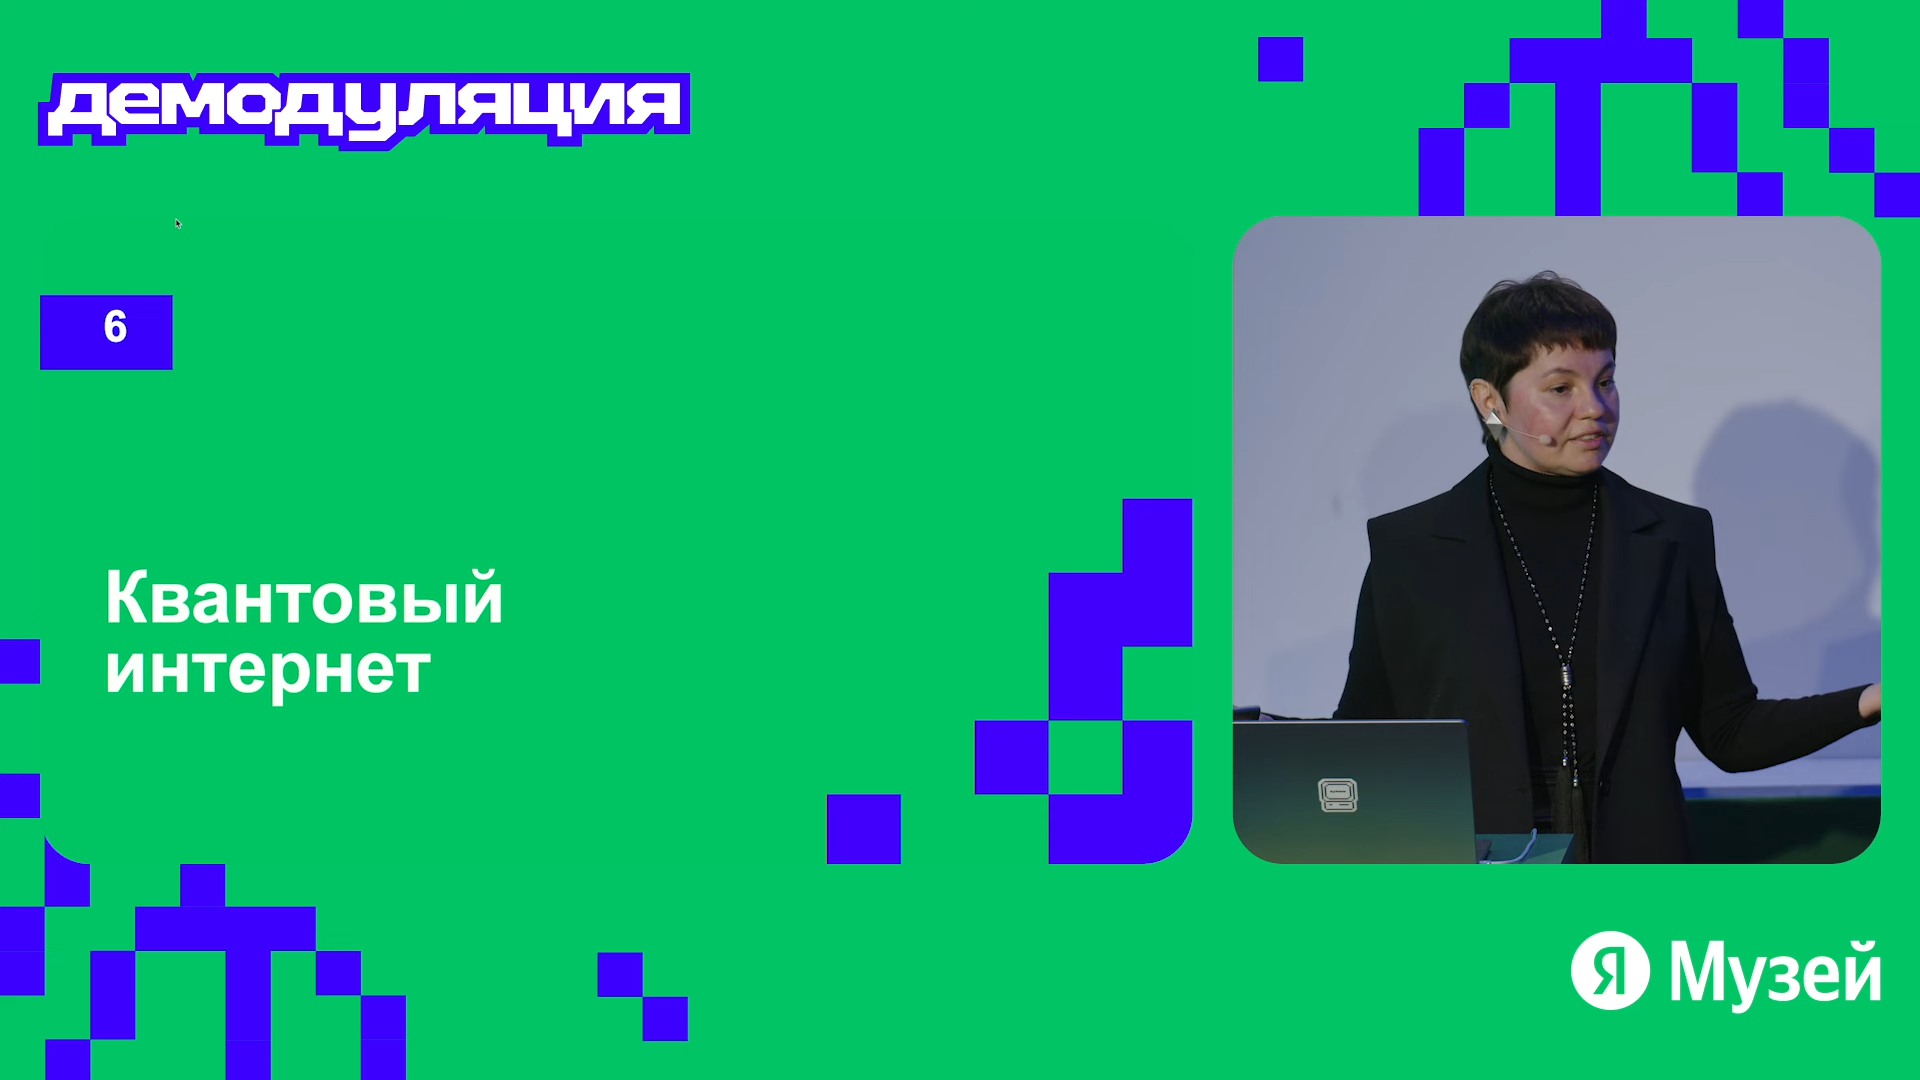 демодуляция
6
Квантовый
интернет
Я Музей